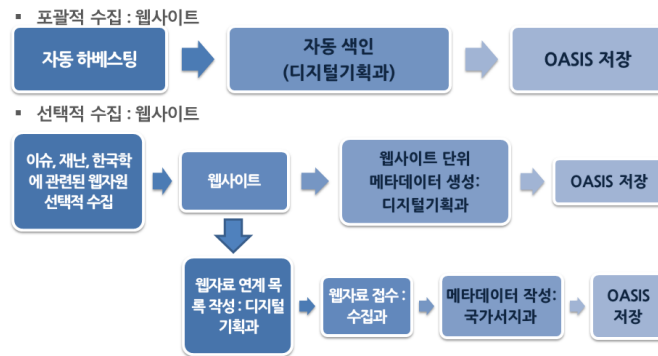 ▪ 포괄적 수집 : 웹사이트
자동 하베스팅
자동 색인
(디지털기획과)
OASIS 저장
▪ 선택적 수집 : 웹사이트
이슈, 재난, 한국학
에 관련된 웹자원
선택적 수집
웹사이트
웹사이트 단위
메타데이터 생성:
디지털기획과
OASIS 저장
웹자료 연계 목
록 작성 : 디지털
기획과
웹자료 접수 :
수집과
메타데이터 작성:
국가서지과
OASIS
저장